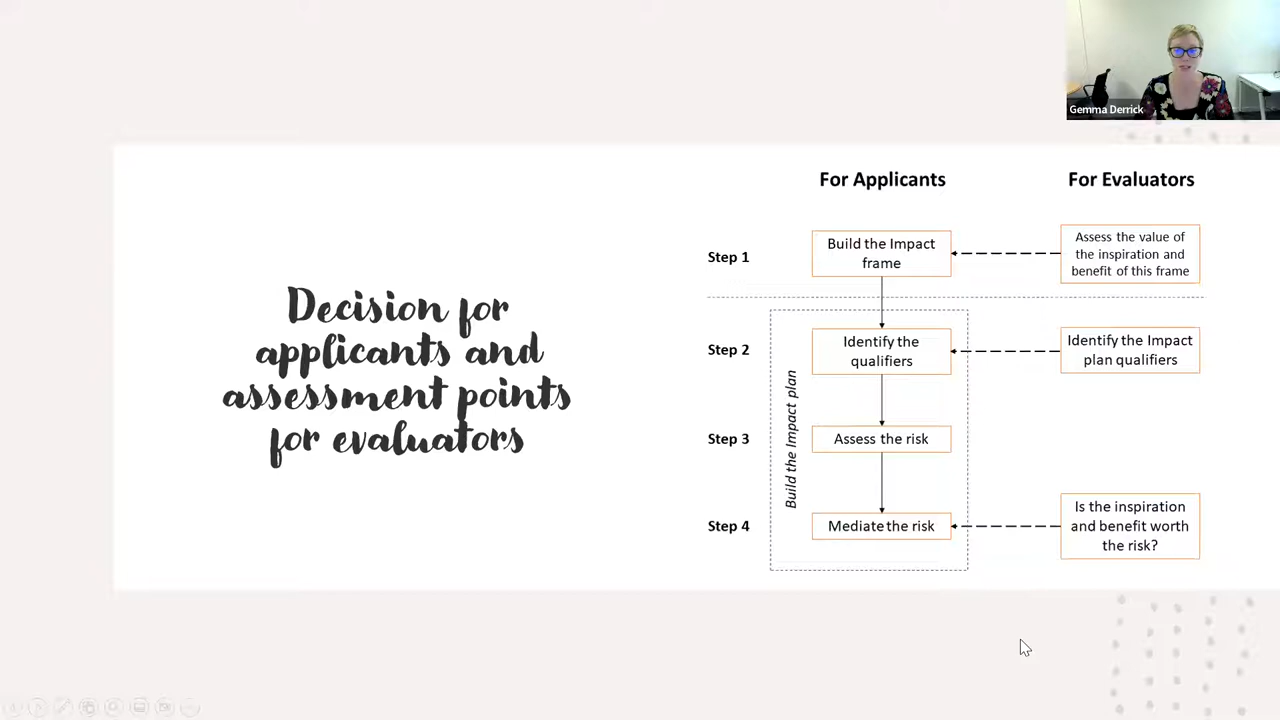 Gemma Derrick
Decision for
applicants and
assessment points
for evaluators
For Applicants
For Evaluators
Step 1
Build the Impact
frame
Assess the value of
the inspiration and
benefit of this frame
Build the Impact plan
Step 2
Identify the
qualifiers
Identify the Impact
plan qualifiers
Step 3
Assess the risk
Step 4
Mediate the risk
Is the inspiration
and benefit worth
the risk?